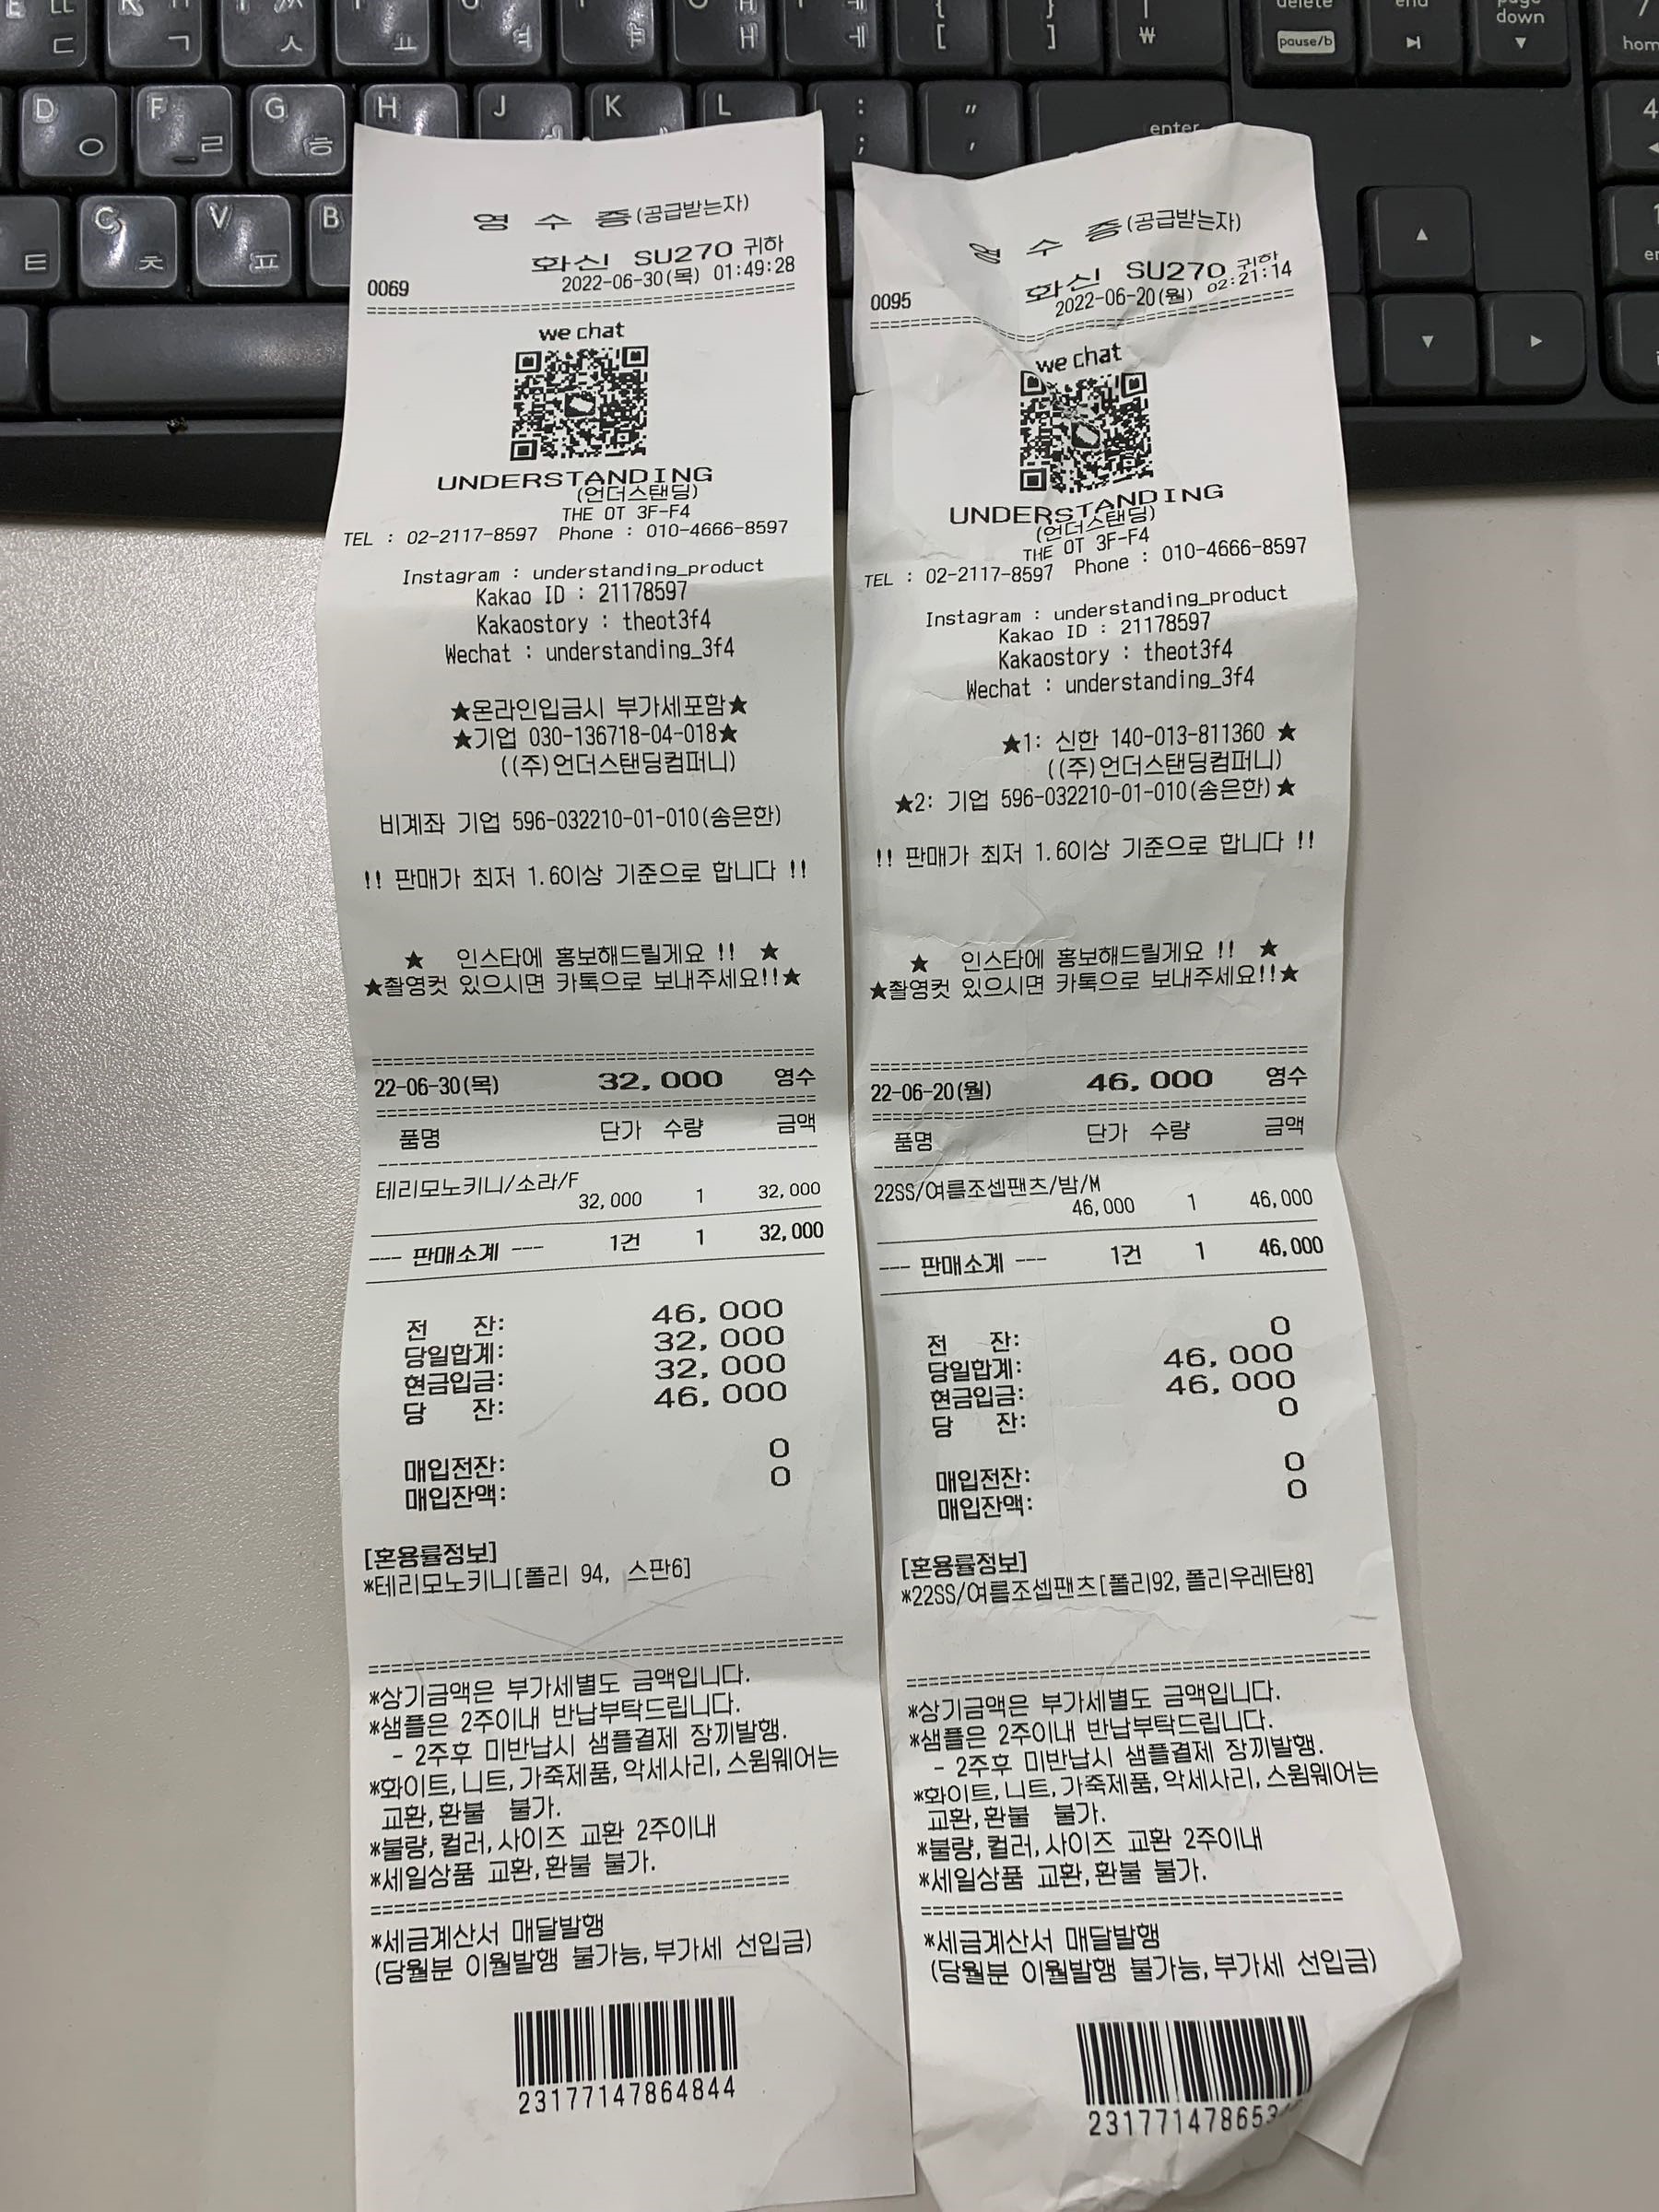 E ㄸ
ㄷ
R ㄲ
ㄱ
ㅅ
ㅛ
ㅕ
ㅑ
H
ㅔ
{
[
}
]
|
₩
delete
pause/b
end
page
down
7
hom
D
ㅇ
F
ㄹ
G
ㅎ
H
J
K
L
:
;
"
'
enter
4
ㅌ
C
ㅊ
V
ㅍ
B
영 수 증(공급받는자)
화신 SU270 귀하
0069 2022-06-30(목) 01:49:28
we chat
UNDERSTANDING
(언더스탠딩)
THE OT 3F-F4
TEL : 02-2117-8597 Phone : 010-4666-8597
Instagram : understanding_product
Kakao ID : 21178597
Kakaostory : theot3f4
Wechat : understanding_3f4
★온라인입금시 부가세포함★
★기업 030-136718-04-018★
((주)언더스탠딩컴퍼니)
비계좌 기업 596-032210-01-010(송은한)
!! 판매가 최저 1.6이상 기준으로 합니다 !!
★ 인스타에 홍보해드릴게요 !! ★
★촬영컷 있으시면 카톡으로 보내주세요!!★
22-06-30(목) 32,000 영수
품명 단가 수량 금액
테리모노키니/소라/F
32,000 1 32,000
--- 판매소계 --- 1건 1 32,000
전 잔: 46,000
당일합계: 32,000
현금입금: 32,000
당 잔: 46,000
매입전잔: 0
매입잔액: 0
[혼용률정보]
*테리모노키니[폴리 94, 스판6]
*상기금액은 부가세별도 금액입니다.
*샘플은 2주이내 반납부탁드립니다.
- 2주후 미반납시 샘플결제 장끼발행.
*화이트,니트,가죽제품,악세사리,스윔웨어는
교환,환불 불가.
*불량,컬러,사이즈 교환 2주이내
*세일상품 교환,환불 불가.
*세금계산서 매달발행
(당월분 이월발행 불가능,부가세 선입금)
23177147864844
영 수 증(공급받는자)
화신 SU270 귀하
0095 2022-06-20(월) 02:21:14
we chat
UNDERSTANDING
(언더스탠딩)
THE OT 3F-F4
TEL : 02-2117-8597 Phone : 010-4666-8597
Instagram : understanding_product
Kakao ID : 21178597
Kakaostory : theot3f4
Wechat : understanding_3f4
★1: 신한 140-013-811360 ★
((주)언더스탠딩컴퍼니)
★2: 기업 596-032210-01-010(송은한)★
!! 판매가 최저 1.6이상 기준으로 합니다 !!
★ 인스타에 홍보해드릴게요 !! ★
★촬영컷 있으시면 카톡으로 보내주세요!!★
22-06-20(월) 46,000 영수
품명 단가 수량 금액
22SS/여름조셉팬츠/밤/M
46,000 1 46,000
--- 판매소계 --- 1건 1 46,000
전 잔: 0
당일합계: 46,000
현금입금: 46,000
당 잔: 0
매입전잔: 0
매입잔액: 0
[혼용률정보]
*22SS/여름조셉팬츠[폴리92,폴리우레탄8]
*상기금액은 부가세별도 금액입니다.
*샘플은 2주이내 반납부탁드립니다.
- 2주후 미반납시 샘플결제 장끼발행.
*화이트,니트,가죽제품,악세사리,스윔웨어는
교환,환불 불가.
*불량,컬러,사이즈 교환 2주이내
*세일상품 교환,환불 불가.
*세금계산서 매달발행
(당월분 이월발행 불가능,부가세 선입금)
231771478653